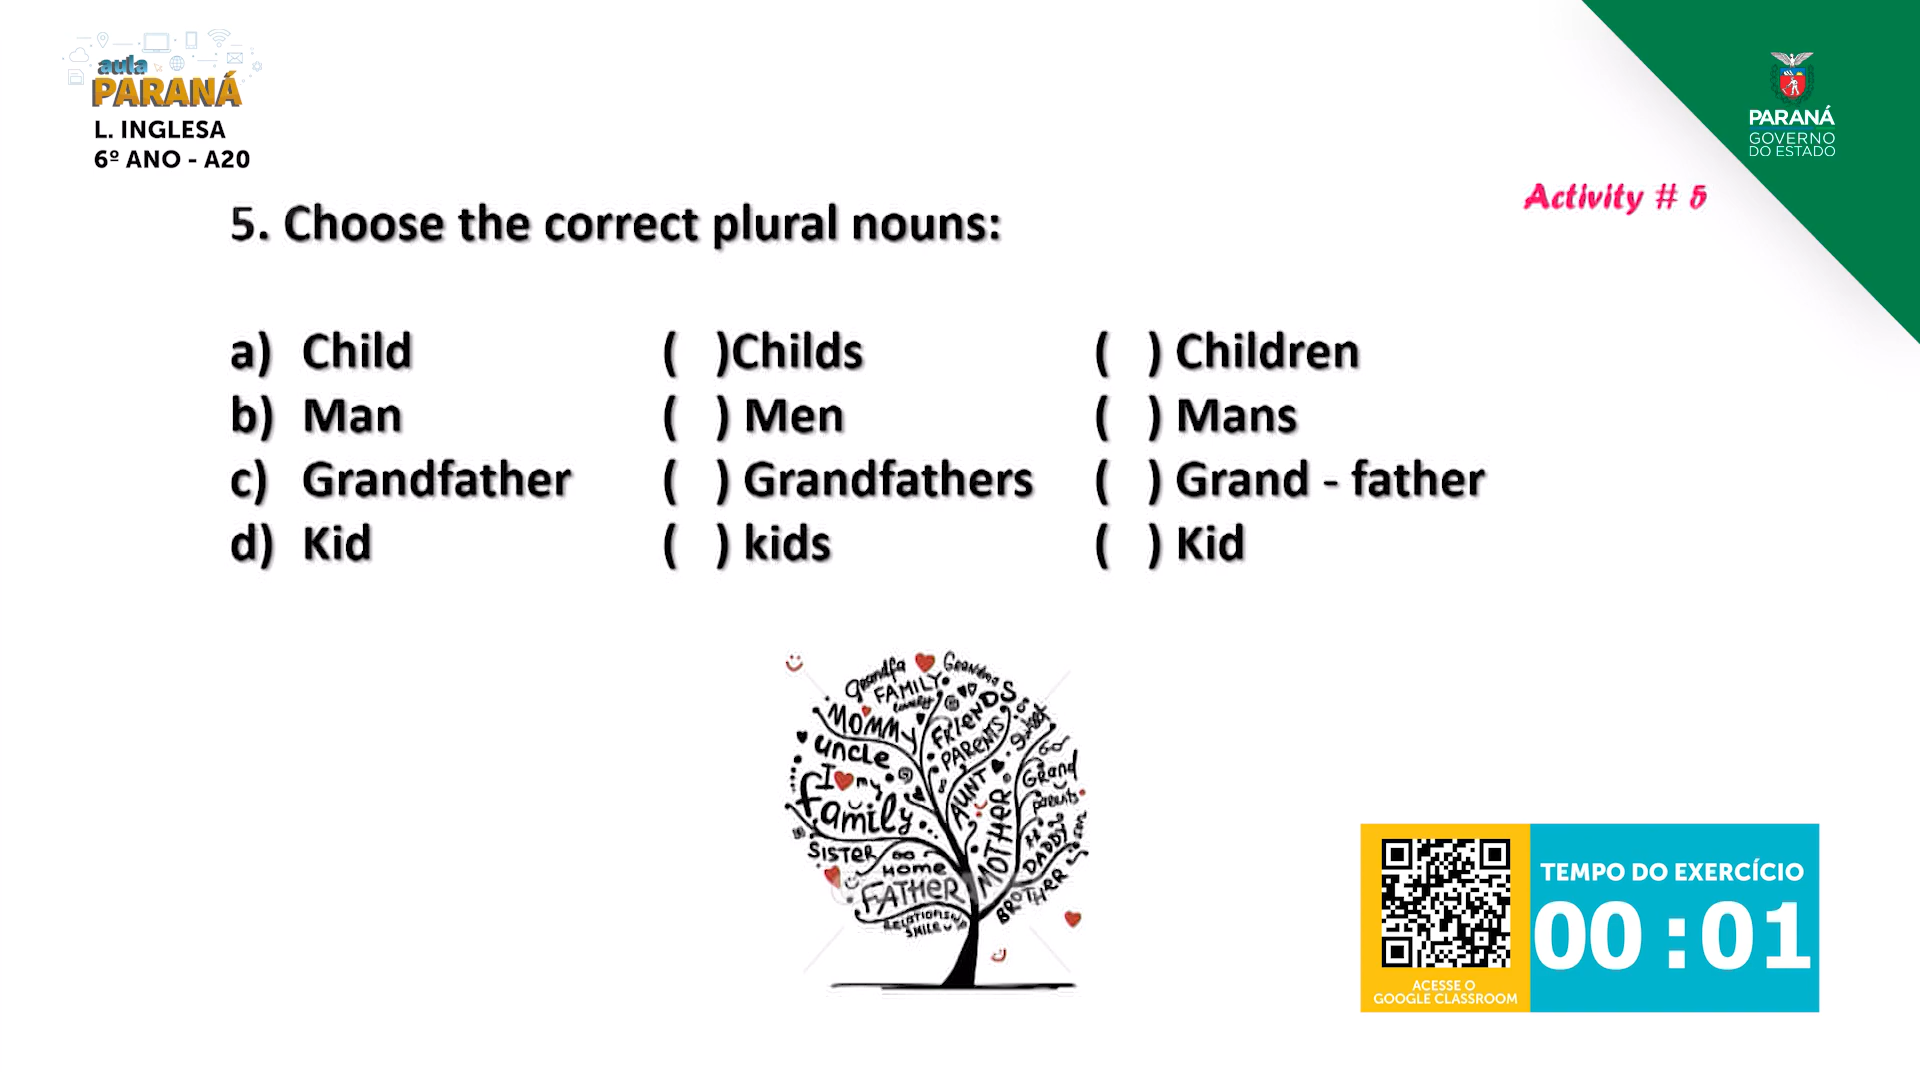 aula
PARANÁ
L. INGLESA
6º ANO - A20
PARANÁ
GOVERNO
DO ESTADO
Activity # 5
5. Choose the correct plural nouns:
a) Child ( )Childs ( ) Children
b) Man ( ) Men ( ) Mans
c) Grandfather ( ) Grandfathers ( ) Grand - father
d) Kid ( ) kids ( ) Kid
Grandfa
FAMILY
MOMMY
FRIENDS
PARENTS
uncle
I my
family
AUNT
MOTHER
Grand
parents
DADDY
SISTER
HOME
FATHER
BROTHER
RELATIONSHIP
SMILE
TEMPO DO EXERCÍCIO
00 : 01
ACESSE O
GOOGLE CLASSROOM